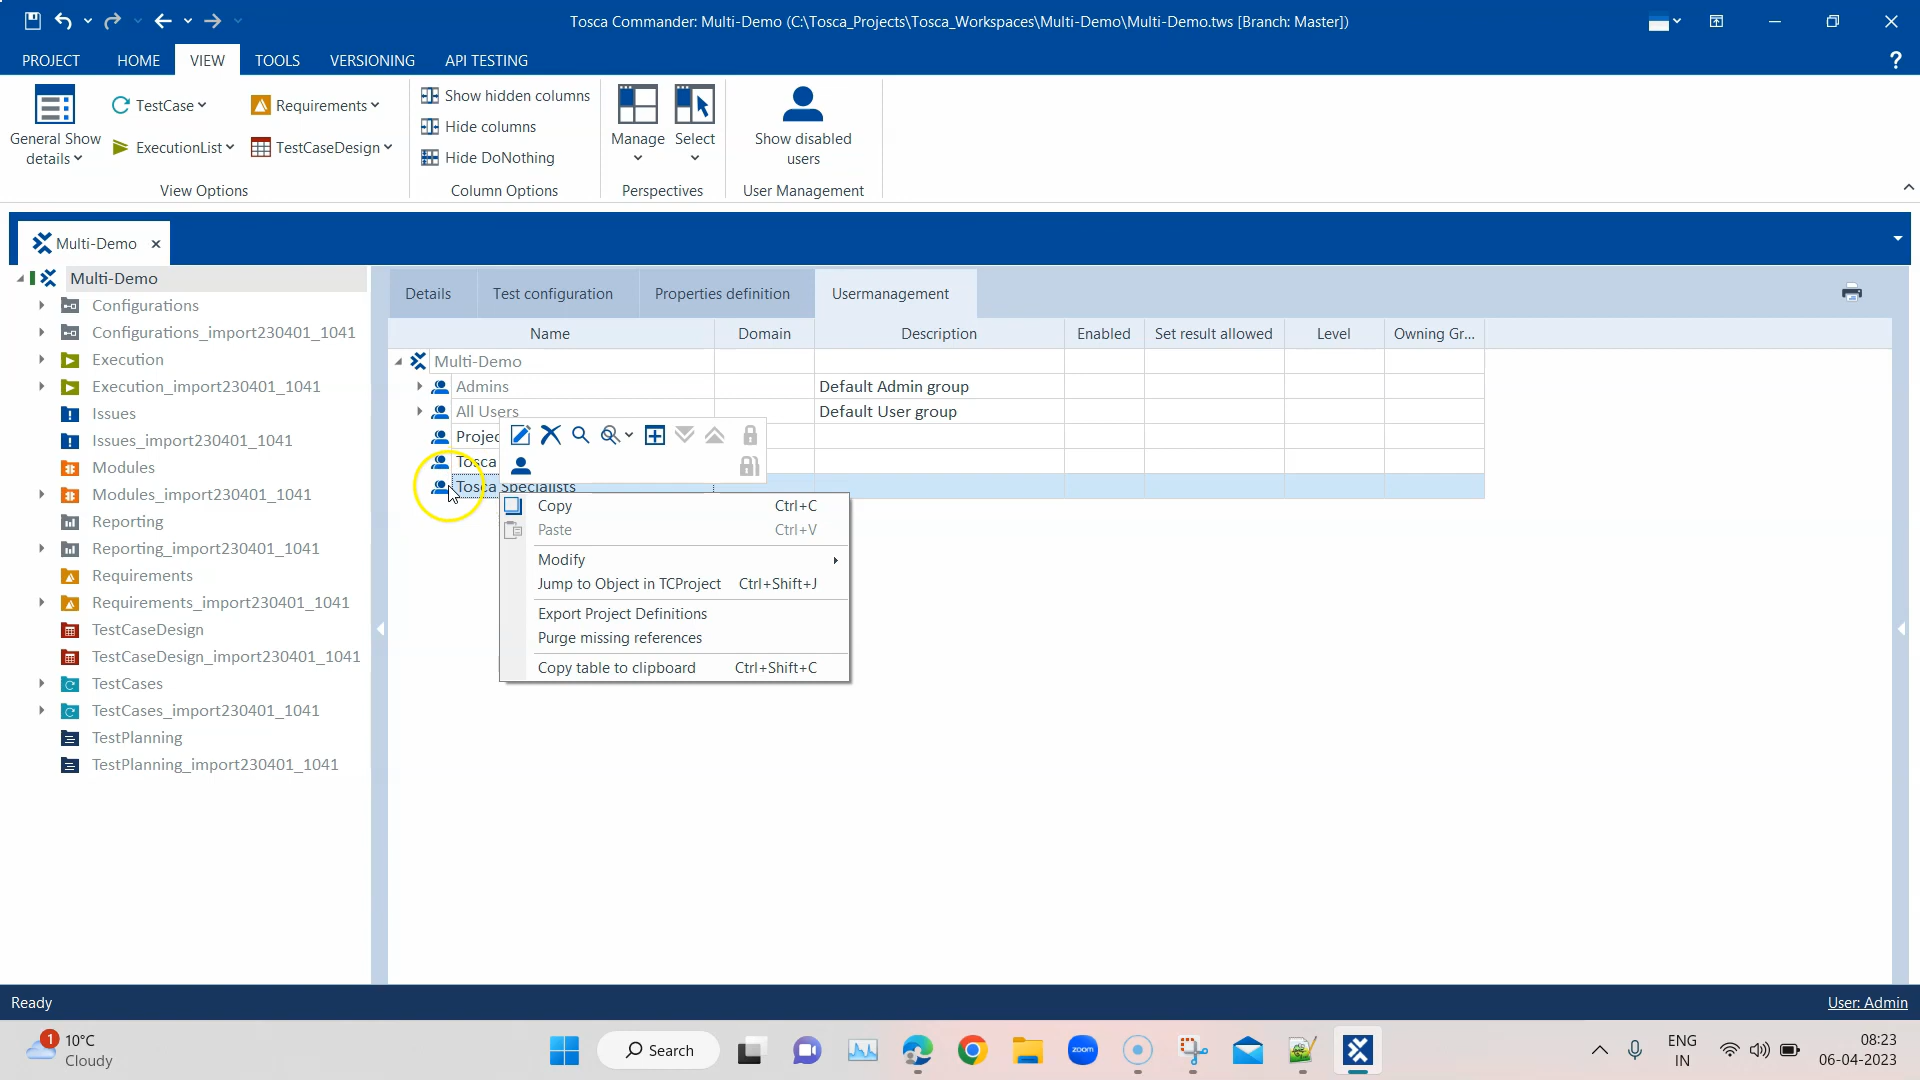 Tosca Commander: Multi-Demo (C:\Tosca_Projects\Tosca_Workspaces\Multi-Demo\Multi-Demo.tws [Branch: Master])
PROJECT HOME VIEW TOOLS VERSIONING API TESTING ?
General Show details
TestCase
ExecutionList
Requirements
TestCaseDesign
View Options
Show hidden columns
Hide columns
Hide DoNothing
Column Options
Manage Select
Perspectives
Show disabled users
User Management
Multi-Demo
Multi-Demo
Configurations
Configurations_import230401_1041
Execution
Execution_import230401_1041
Issues
Issues_import230401_1041
Modules
Modules_import230401_1041
Reporting
Reporting_import230401_1041
Requirements
Requirements_import230401_1041
TestCaseDesign
TestCaseDesign_import230401_1041
TestCases
TestCases_import230401_1041
TestPlanning
TestPlanning_import230401_1041
Details Test configuration Properties definition Usermanagement
Name Domain Description Enabled Set result allowed Level Owning Gr...
Multi-Demo
Admins Default Admin group
All Users Default User group
Projec
Tosca
Tosca Specialists
Copy Ctrl+C
Paste Ctrl+V
Modify
Jump to Object in TCProject Ctrl+Shift+J
Export Project Definitions
Purge missing references
Copy table to clipboard Ctrl+Shift+C
Ready User: Admin
1 10°C
Cloudy
Search
zoom
ENG
IN
08:23
06-04-2023